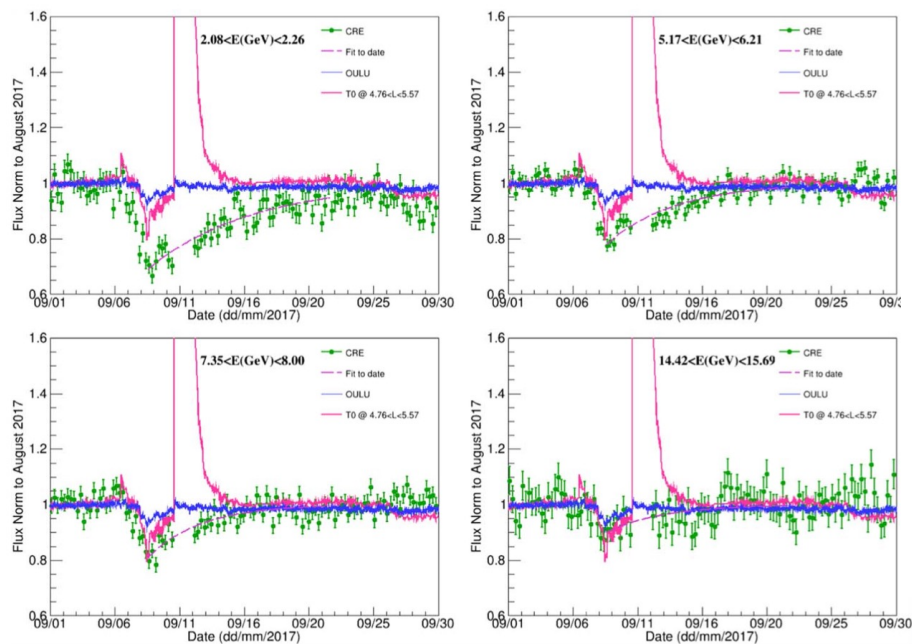 1.6
2.08<E(GeV)<2.26
CRE
Fit to date
OULU
T0 @ 4.76<L<5.57
1.4
1.2
1
0.8
0.6
Flux Norm to August 2017
09/01 09/06 09/11 09/16 09/20 09/25 09/30
Date (dd/mm/2017)
1.6
5.17<E(GeV)<6.21
CRE
Fit to date
OULU
T0 @ 4.76<L<5.57
1.4
1.2
1
0.8
0.6
Flux Norm to August 2017
09/01 09/06 09/11 09/16 09/20 09/25 09/3
Date (dd/mm/2017)
1.6
7.35<E(GeV)<8.00
CRE
Fit to date
OULU
T0 @ 4.76<L<5.57
1.4
1.2
1
0.8
0.6
Flux Norm to August 2017
09/01 09/06 09/11 09/16 09/20 09/25 09/30
Date (dd/mm/2017)
1.6
14.42<E(GeV)<15.69
CRE
Fit to date
OULU
T0 @ 4.76<L<5.57
1.4
1.2
1
0.8
0.6
Flux Norm to August 2017
09/01 09/06 09/11 09/16 09/20 09/25 09/3
Date (dd/mm/2017)